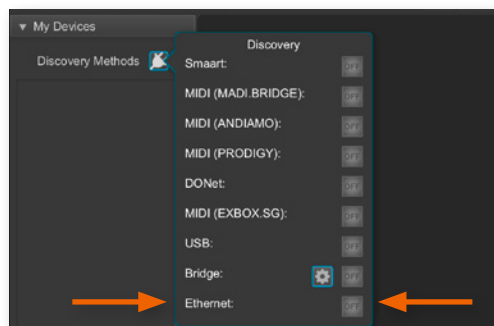 ▼ My Devices
Discovery Methods
Discovery
Smaart: OFF
MIDI (MADI.BRIDGE): OFF
MIDI (ANDIAMO): OFF
MIDI (PRODIGY): OFF
DONet: OFF
MIDI (EXBOX.SG): OFF
USB: OFF
Bridge: OFF
Ethernet: OFF